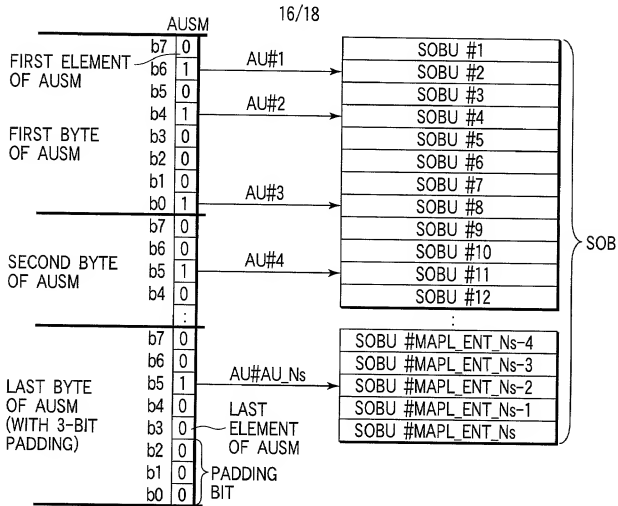 16/18
AUSM
FIRST ELEMENT
OF AUSM
FIRST BYTE
OF AUSM
b7 0
b6 1
b5 0
b4 1
b3 0
b2 0
b1 0
b0 1
SECOND BYTE
OF AUSM
b7 0
b6 0
b5 1
b4 0
:
LAST BYTE
OF AUSM
(WITH 3-BIT
PADDING)
b7 0
b6 0
b5 1
b4 0
b3 0
b2 0
b1 0
b0 0
LAST
ELEMENT
OF AUSM
PADDING
BIT
AU#1
AU#2
AU#3
AU#4
AU#AU_Ns
SOBU #1
SOBU #2
SOBU #3
SOBU #4
SOBU #5
SOBU #6
SOBU #7
SOBU #8
SOBU #9
SOBU #10
SOBU #11
SOBU #12
:
SOBU #MAPL_ENT_Ns-4
SOBU #MAPL_ENT_Ns-3
SOBU #MAPL_ENT_Ns-2
SOBU #MAPL_ENT_Ns-1
SOBU #MAPL_ENT_Ns
SOB